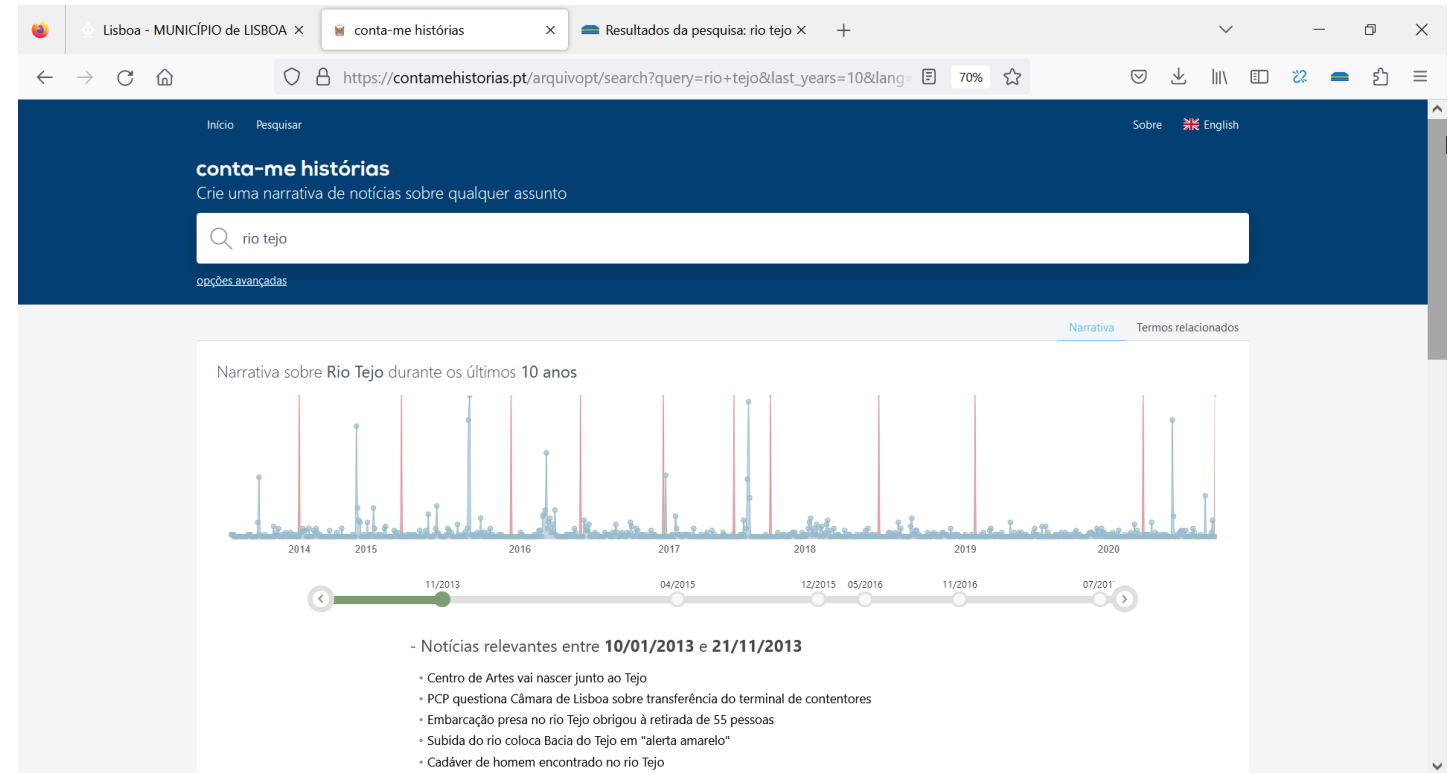 Lisboa - MUNICÍPIO de LISBOA
conta-me histórias
Resultados da pesquisa: rio tejo
https://contamehistorias.pt/arquivopt/search?query=rio+tejo&last_years=10&lang=
70%
Início Pesquisar
Sobre English
conta-me histórias
Crie uma narrativa de notícias sobre qualquer assunto
rio tejo
opções avançadas
Narrativa Termos relacionados
Narrativa sobre Rio Tejo durante os últimos 10 anos
2014 2015 2016 2017 2018 2019 2020
11/2013 04/2015 12/2015 05/2016 11/2016 07/201
- Notícias relevantes entre 10/01/2013 e 21/11/2013
• Centro de Artes vai nascer junto ao Tejo
• PCP questiona Câmara de Lisboa sobre transferência do terminal de contentores
• Embarcação presa no rio Tejo obrigou à retirada de 55 pessoas
• Subida do rio coloca Bacia do Tejo em "alerta amarelo"
• Cadáver de homem encontrado no rio Tejo